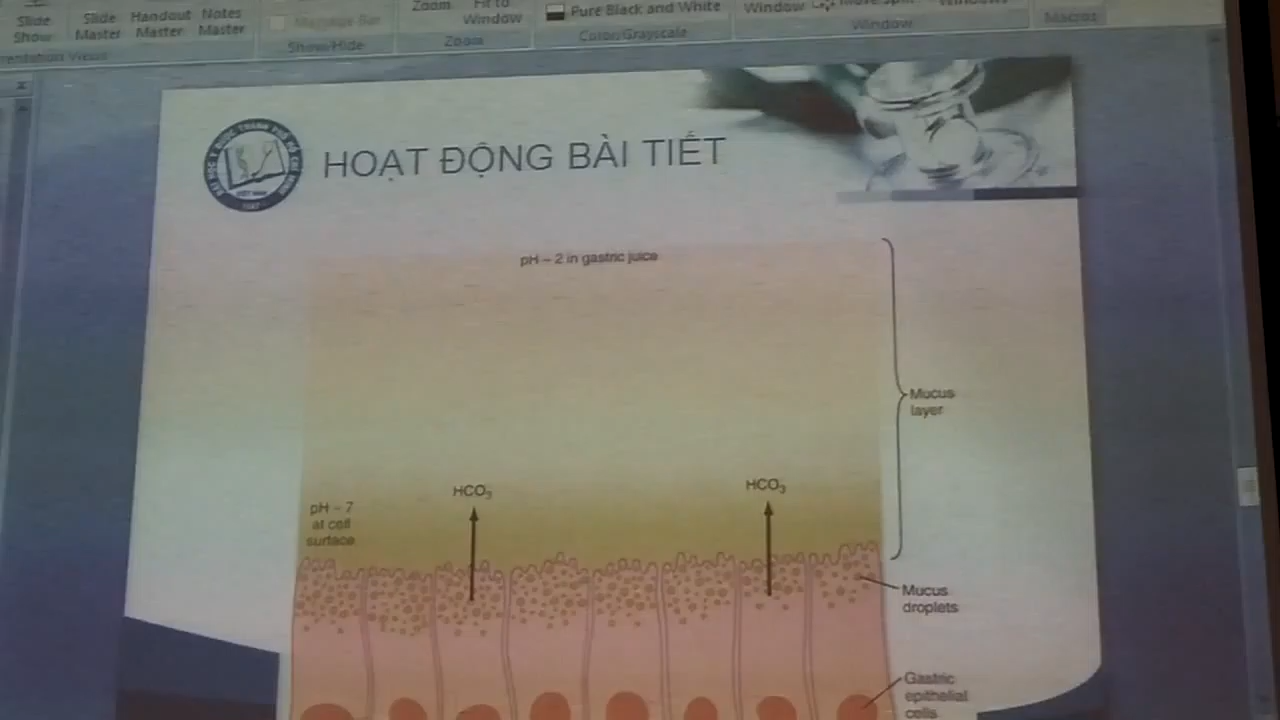 Zoom
Fit to
Window
Pure Black and White
Window
Slide
Show
Slide
Master
Handout
Master
Notes
Master
Message Bar
Show/Hide
Zoom
Color/Grayscale
Window
Macros
HOẠT ĐỘNG BÀI TIẾT
pH ~ 2 in gastric juice
Mucus
layer
HCO3
HCO3
pH ~ 7
at cell
surface
Mucus
droplets
Gastric
epithelial
cells